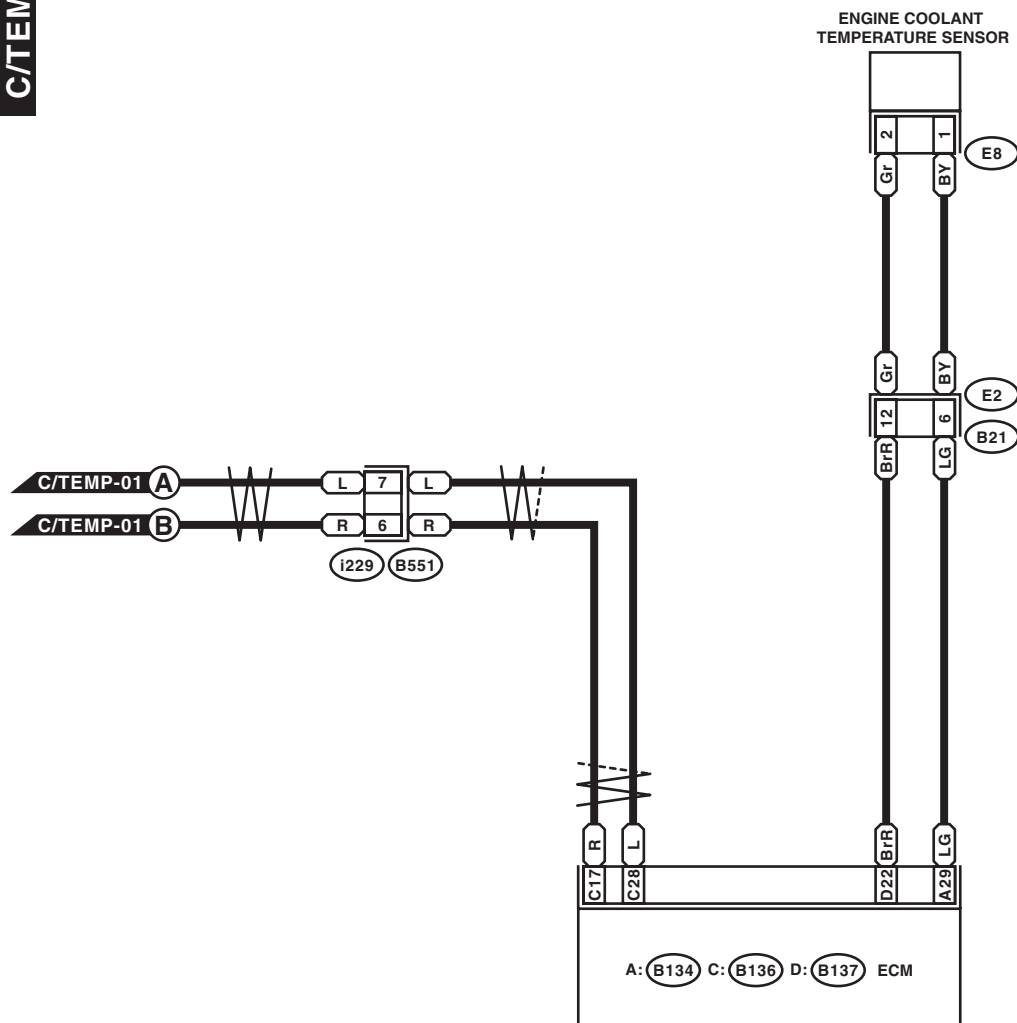 C/TEM
ENGINE COOLANT
TEMPERATURE SENSOR
2 1
E8
Gr BY
Gr BY
E2
12 6
B21
BrR LG
C/TEMP-01 A L 7 L
C/TEMP-01 B R 6 R
i229 B551
R L BrR LG
C17 C28 D22 A29
A: B134 C: B136 D: B137 ECM